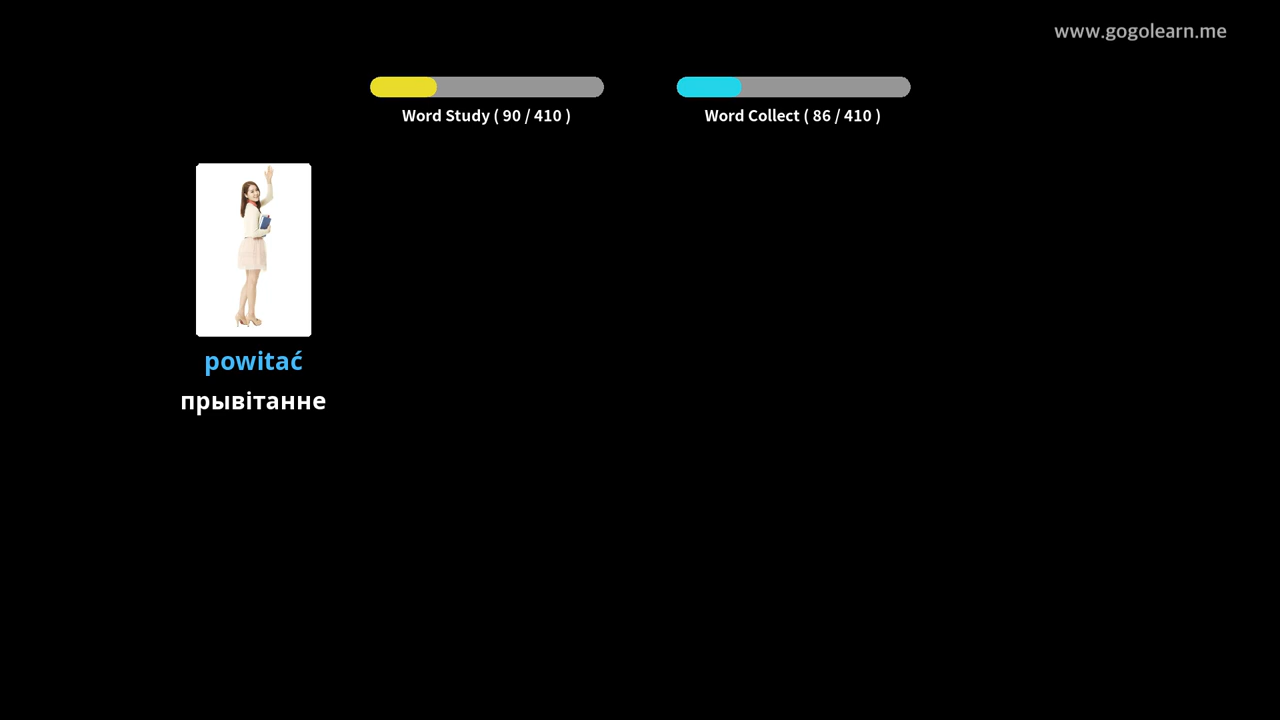 www.gogolearn.me
Word Study ( 90 / 410 )
Word Collect ( 86 / 410 )
powitać
прывітанне